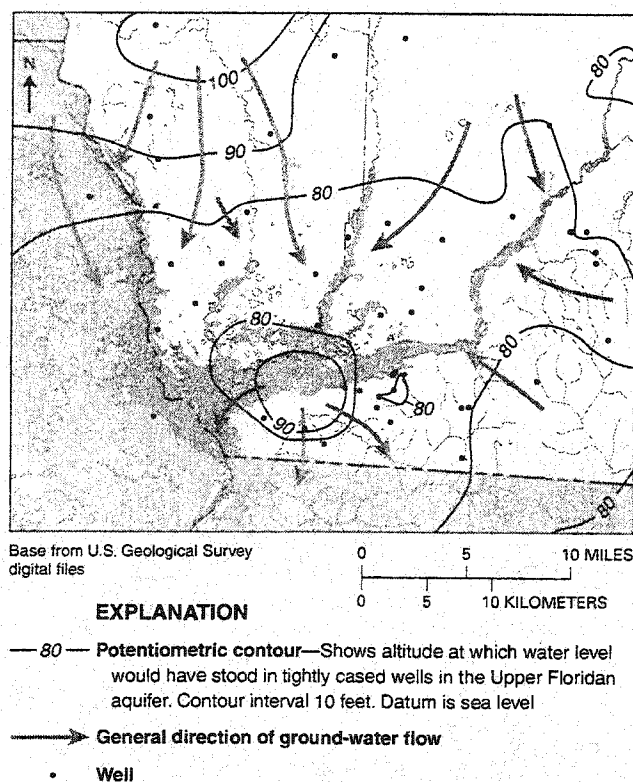 80
N
100
90
80
80
80
90
80
80
Base from U.S. Geological Survey
digital files
0 5 10 MILES
0 5 10 KILOMETERS
EXPLANATION
80 Potentiometric contour—Shows altitude at which water level
would have stood in tightly cased wells in the Upper Floridan
aquifer. Contour interval 10 feet. Datum is sea level
General direction of ground-water flow
Well